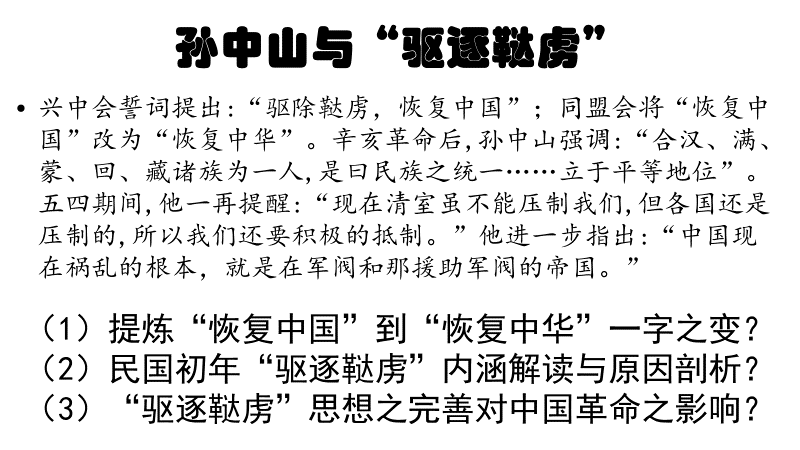 孙中山与“驱逐鞑虏”
• 兴中会誓词提出：“驱除鞑虏，恢复中国”；同盟会将“恢复中
国”改为“恢复中华”。辛亥革命后,孙中山强调：“合汉、满、
蒙、回、藏诸族为一人,是曰民族之统一……立于平等地位”。
五四期间,他一再提醒：“现在清室虽不能压制我们,但各国还是
压制的,所以我们还要积极的抵制。”他进一步指出：“中国现
在祸乱的根本，就是在军阀和那援助军阀的帝国。”
（1）提炼“恢复中国”到“恢复中华”一字之变？
（2）民国初年“驱逐鞑虏”内涵解读与原因剖析？
（3）“驱逐鞑虏”思想之完善对中国革命之影响？